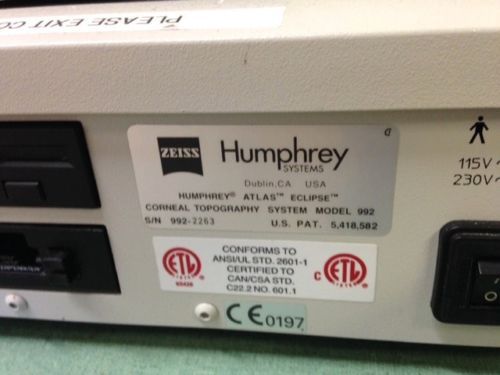 PLEASE EXIT CO
ZEISS
Humphrey
SYSTEMS
Dublin,CA USA
HUMPHREY® ATLAS™ ECLIPSE™
CORNEAL TOPOGRAPHY SYSTEM MODEL 992
S/N 992-2263 U.S. PAT. 5,418,582
115V~
230V~
CONFORMS TO
ANSI/UL STD. 2601-1
CERTIFIED TO
CAN/CSA STD.
C22.2 NO. 601.1
ETL
C ETL
CE0197